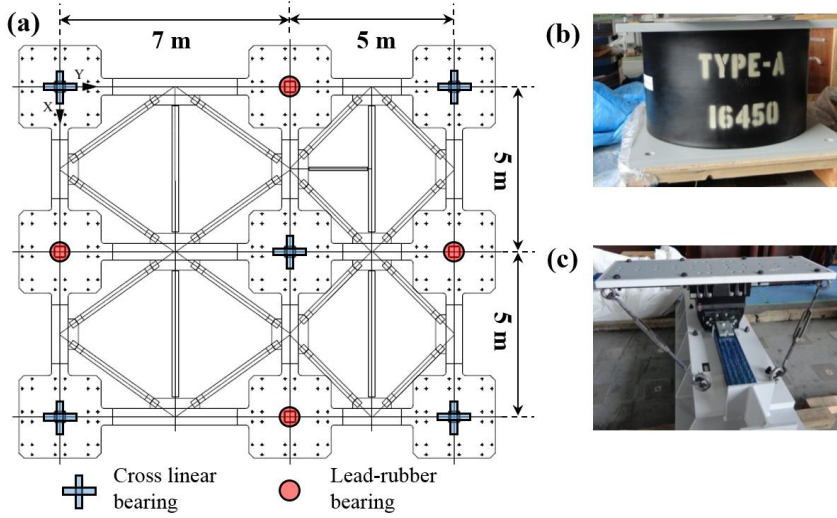 (a)
7 m
5 m
Y
X
5 m
5 m
Cross linear
bearing
Lead-rubber
bearing
(b)
TYPE-A
16450
(c)